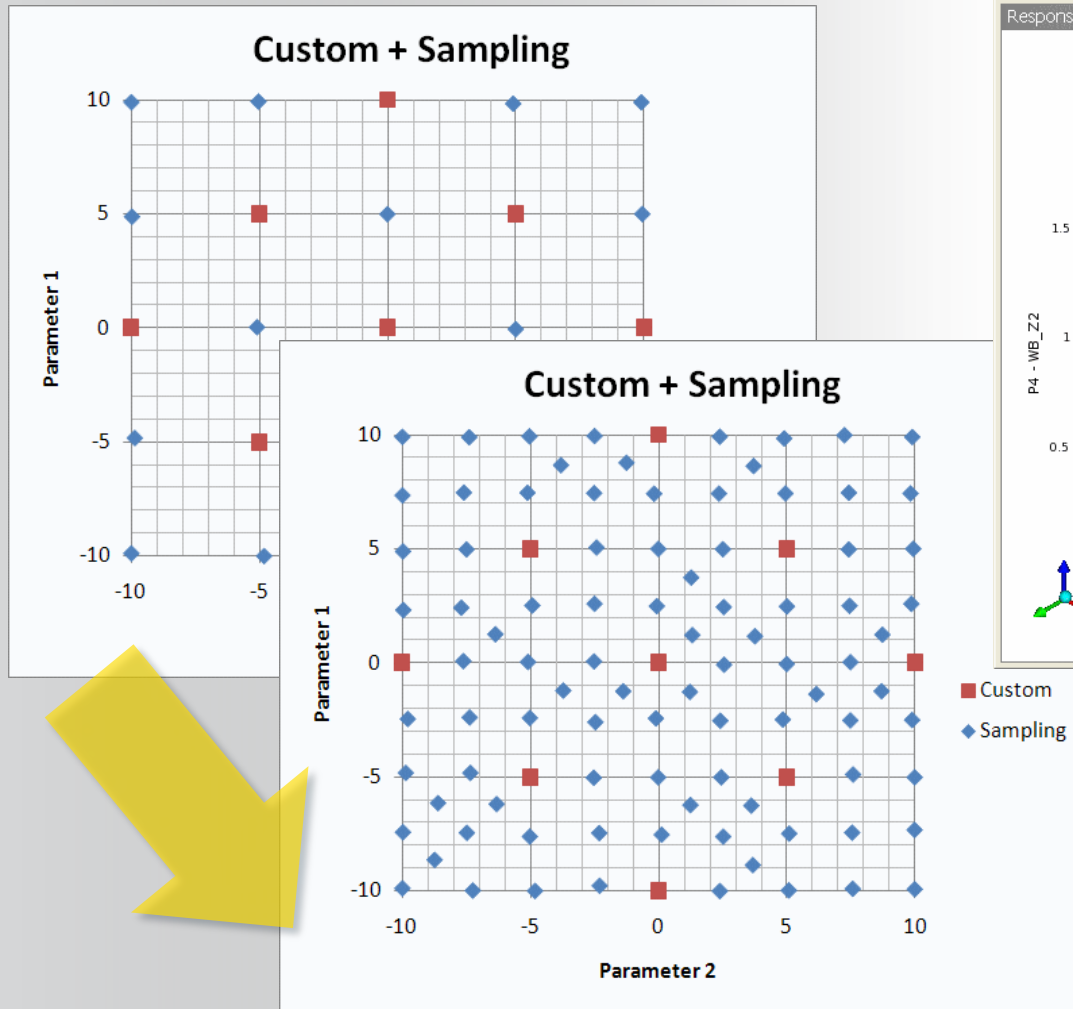 Custom + Sampling
10
5
0
-5
-10
-10
-5
Parameter 1
Custom + Sampling
10
5
0
-5
-10
-10
-5
0
5
10
Parameter 1
Parameter 2
Custom
Sampling
Respons
1.5
1
0.5
P4 - WB_Z2